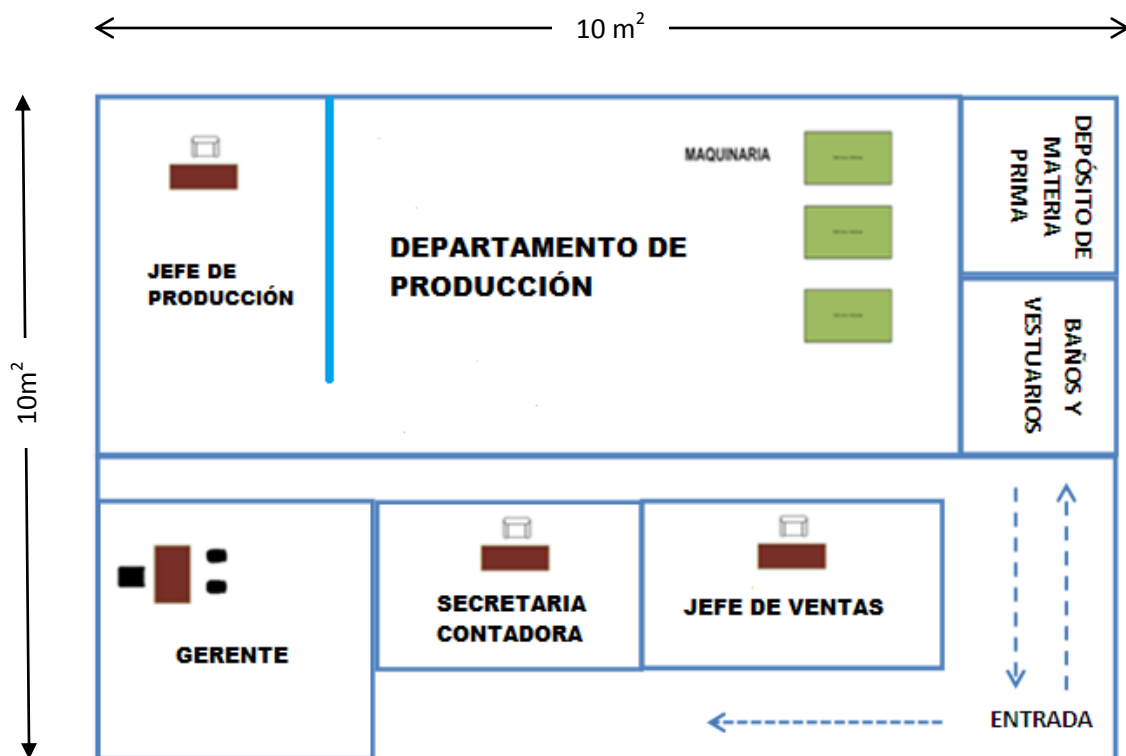 10 m²
10m²
MAQUINARIA
DEPARTAMENTO DE
PRODUCCIÓN
JEFE DE
PRODUCCIÓN
DEPÓSITO DE
MATERIA
PRIMA
BAÑOS Y
VESTUARIOS
GERENTE
SECRETARIA
CONTADORA
JEFE DE VENTAS
ENTRADA